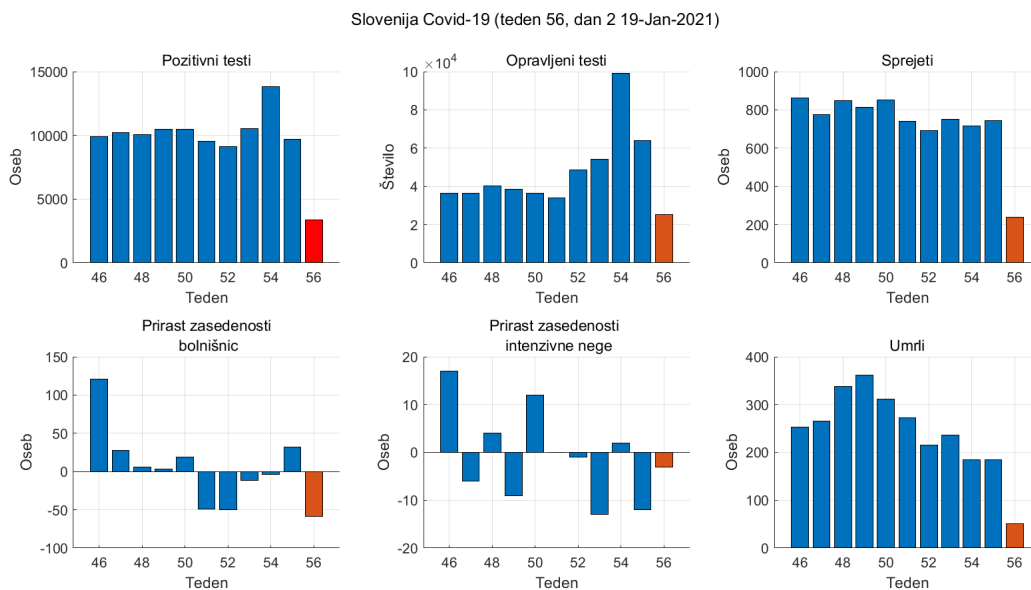 Slovenija Covid-19 (teden 56, dan 2 19-Jan-2021)
Pozitivni testi
15000
10000
5000
0
Oseb
46 48 50 52 54 56
Teden
Opravljeni testi
×10⁴
10
8
6
4
2
0
Število
46 48 50 52 54 56
Teden
Sprejeti
1000
800
600
400
200
0
Oseb
46 48 50 52 54 56
Teden
Prirast zasedenosti
bolnišnic
150
100
50
0
-50
-100
Oseb
46 48 50 52 54 56
Teden
Prirast zasedenosti
intenzivne nege
20
10
0
-10
-20
Oseb
46 48 50 52 54 56
Teden
Umrli
400
300
200
100
0
Oseb
46 48 50 52 54 56
Teden